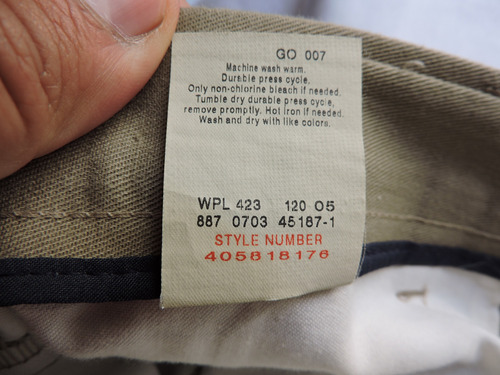 GO 007
Machine wash warm.
Durable press cycle.
Only non-chlorine bleach if needed.
Tumble dry durable press cycle,
remove promptly. Hot iron if needed.
Wash and dry with like colors.
WPL 423 120 05
887 0703 45187-1
STYLE NUMBER
405818176